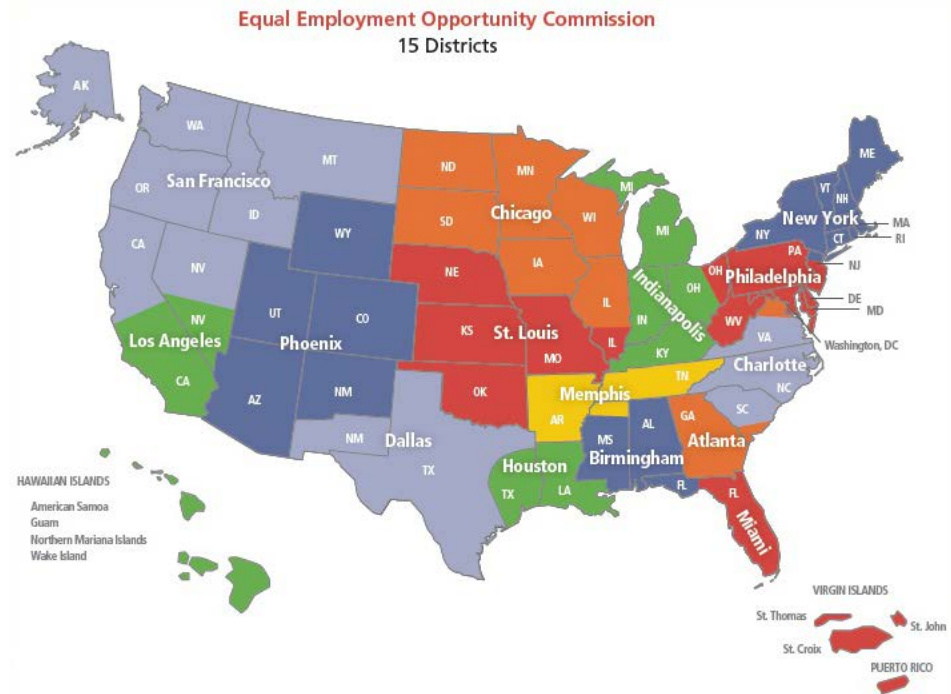 Equal Employment Opportunity Commission
15 Districts
AK
WA
MT
OR
San Francisco
ID
CA
NV
ND
MN
SD
Chicago
WI
IA
IL
MI
MI
ME
VT
NH
New York
NY
MA
RI
CT
WY
NE
UT
CO
Phoenix
AZ
NM
NV
Los Angeles
CA
KS
St. Louis
MO
IL
OK
Indianapolis
IN
OH
KY
OH
PA
Philadelphia
NJ
DE
MD
WV
Washington, DC
VA
Charlotte
NC
SC
TN
Memphis
AR
NM
Dallas
TX
Houston
TX
LA
MS
AL
Birmingham
FL
GA
Atlanta
FL
Miami
HAWAIIAN ISLANDS
American Samoa
Guam
Northern Mariana Islands
Wake Island
VIRGIN ISLANDS
St. Thomas
St. John
St. Croix
PUERTO RICO